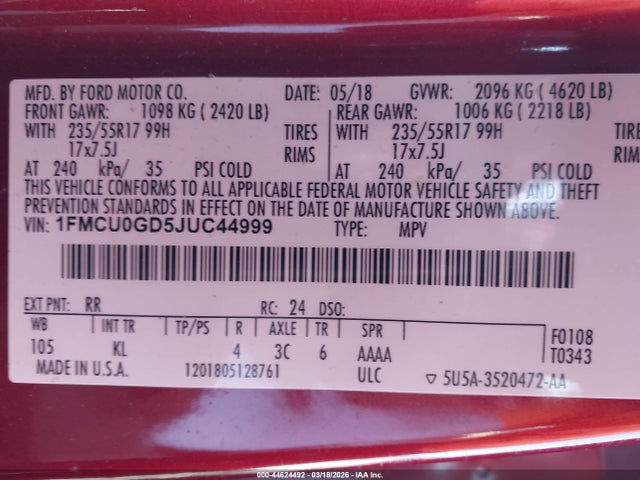 MFD. BY FORD MOTOR CO. DATE: 05/18 GVWR: 2096 KG ( 4620 LB)
FRONT GAWR: 1098 KG ( 2420 LB) REAR GAWR: 1006 KG ( 2218 LB)
WITH 235/55R17 99H TIRES WITH 235/55R17 99H TIRE
17x7.5J RIMS 17x7.5J RIMS
AT 240 kPa/ 35 PSI COLD AT 240 kPa/ 35 PSI COLD
THIS VEHICLE CONFORMS TO ALL APPLICABLE FEDERAL MOTOR VEHICLE SAFETY AND THEFT
PREVENTION STANDARDS IN EFFECT ON THE DATE OF MANUFACTURE SHOWN ABOVE.
VIN: 1FMCU0GD5JUC44999 TYPE: MPV
EXT PNT: RR RC: 24 DSO:
WB INT TR TP/PS R AXLE TR SPR F0108
105 KL 4 3C 6 AAAA T0343
MADE IN U.S.A. 1201805128761 ULC ▽ 5U5A-3520472-AA
000-44624492 - 03/18/2026 - IAA Inc.